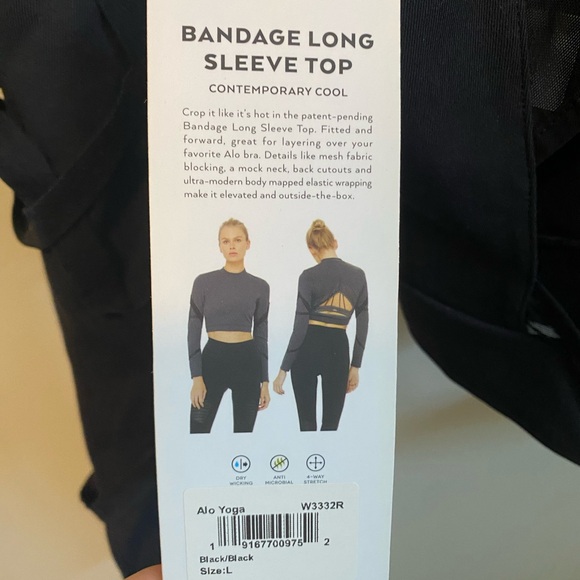 BANDAGE LONG
SLEEVE TOP
CONTEMPORARY COOL
Crop it like it's hot in the patent-pending
Bandage Long Sleeve Top. Fitted and
forward, great for layering over your
favorite Alo bra. Details like mesh fabric
blocking, a mock neck, back cutouts and
ultra-modern body mapped elastic wrapping
make it elevated and outside-the-box.
DRY
WICKING
ANTI
MICROBIAL
4-WAY
STRETCH
Alo Yoga W3332R
1 9167700975 2
Black/Black
Size:L